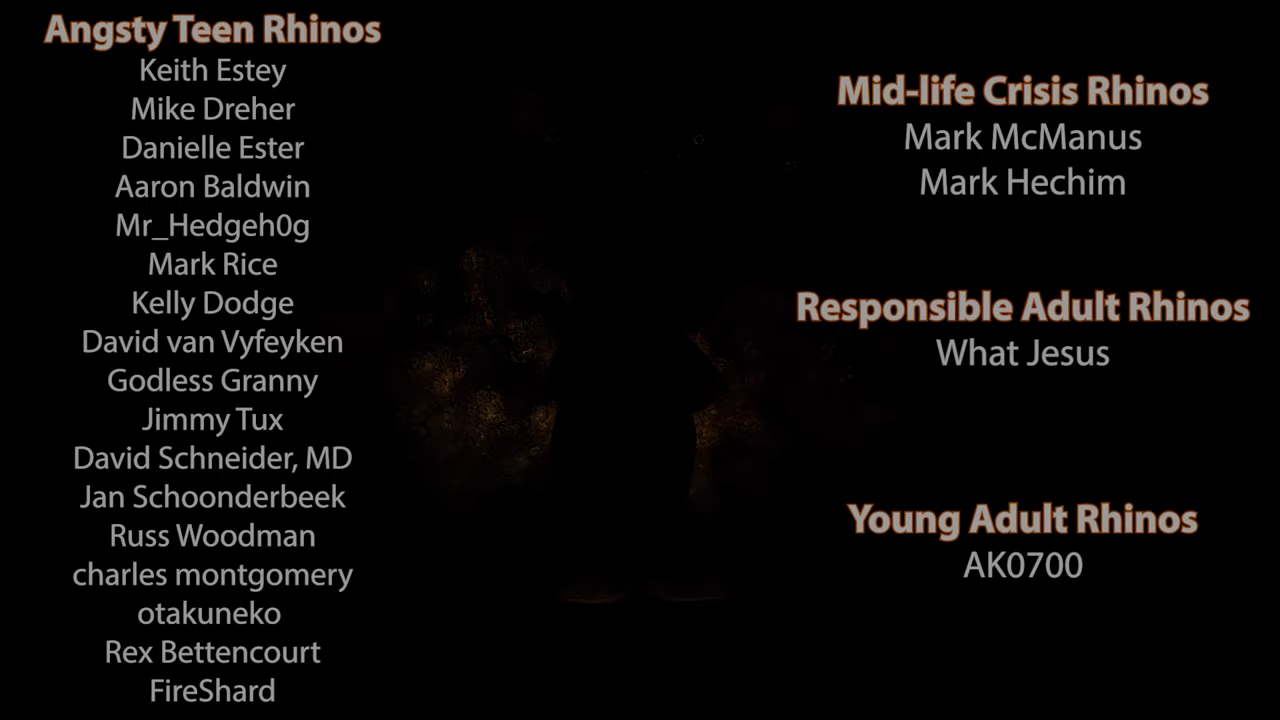 Angsty Teen Rhinos
Keith Estey
Mike Dreher
Danielle Ester
Aaron Baldwin
Mr_Hedgeh0g
Mark Rice
Kelly Dodge
David van Vyfeyken
Godless Granny
Jimmy Tux
David Schneider, MD
Jan Schoonderbeek
Russ Woodman
charles montgomery
otakuneko
Rex Bettencourt
FireShard
Mid-life Crisis Rhinos
Mark McManus
Mark Hechim
Responsible Adult Rhinos
What Jesus
Young Adult Rhinos
AK0700